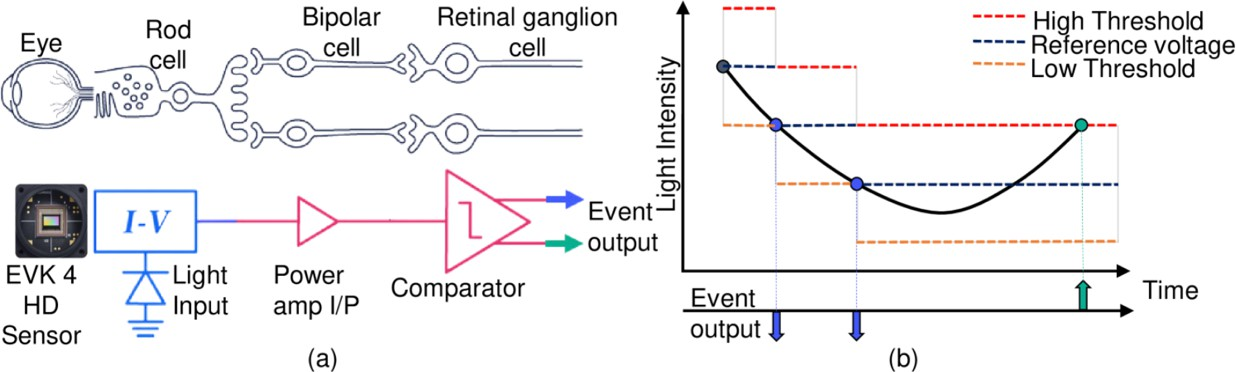 Eye
Rod
cell
Bipolar
cell
Retinal ganglion
cell
EVK 4
HD
Sensor
I-V
Light
Input
Power
amp I/P
Comparator
Event
output
(a)
High Threshold
Reference voltage
Low Threshold
Light Intensity
Time
Event
output
(b)